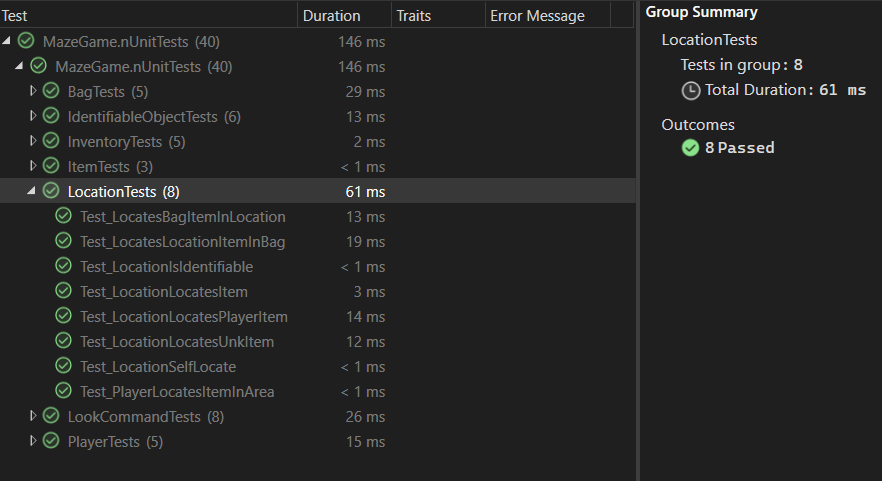 Test Duration Traits Error Message
MazeGame.nUnitTests (40) 146 ms
MazeGame.nUnitTests (40) 146 ms
BagTests (5) 29 ms
IdentifiableObjectTests (6) 13 ms
InventoryTests (5) 2 ms
ItemTests (3) < 1 ms
LocationTests (8) 61 ms
Test_LocatesBagItemInLocation 13 ms
Test_LocatesLocationItemInBag 19 ms
Test_LocationIsIdentifiable < 1 ms
Test_LocationLocatesItem 3 ms
Test_LocationLocatesPlayerItem 14 ms
Test_LocationLocatesUnkItem 12 ms
Test_LocationSelfLocate < 1 ms
Test_PlayerLocatesItemInArea < 1 ms
LookCommandTests (8) 26 ms
PlayerTests (5) 15 ms
Group Summary
LocationTests
Tests in group: 8
Total Duration: 61 ms
Outcomes
8 Passed